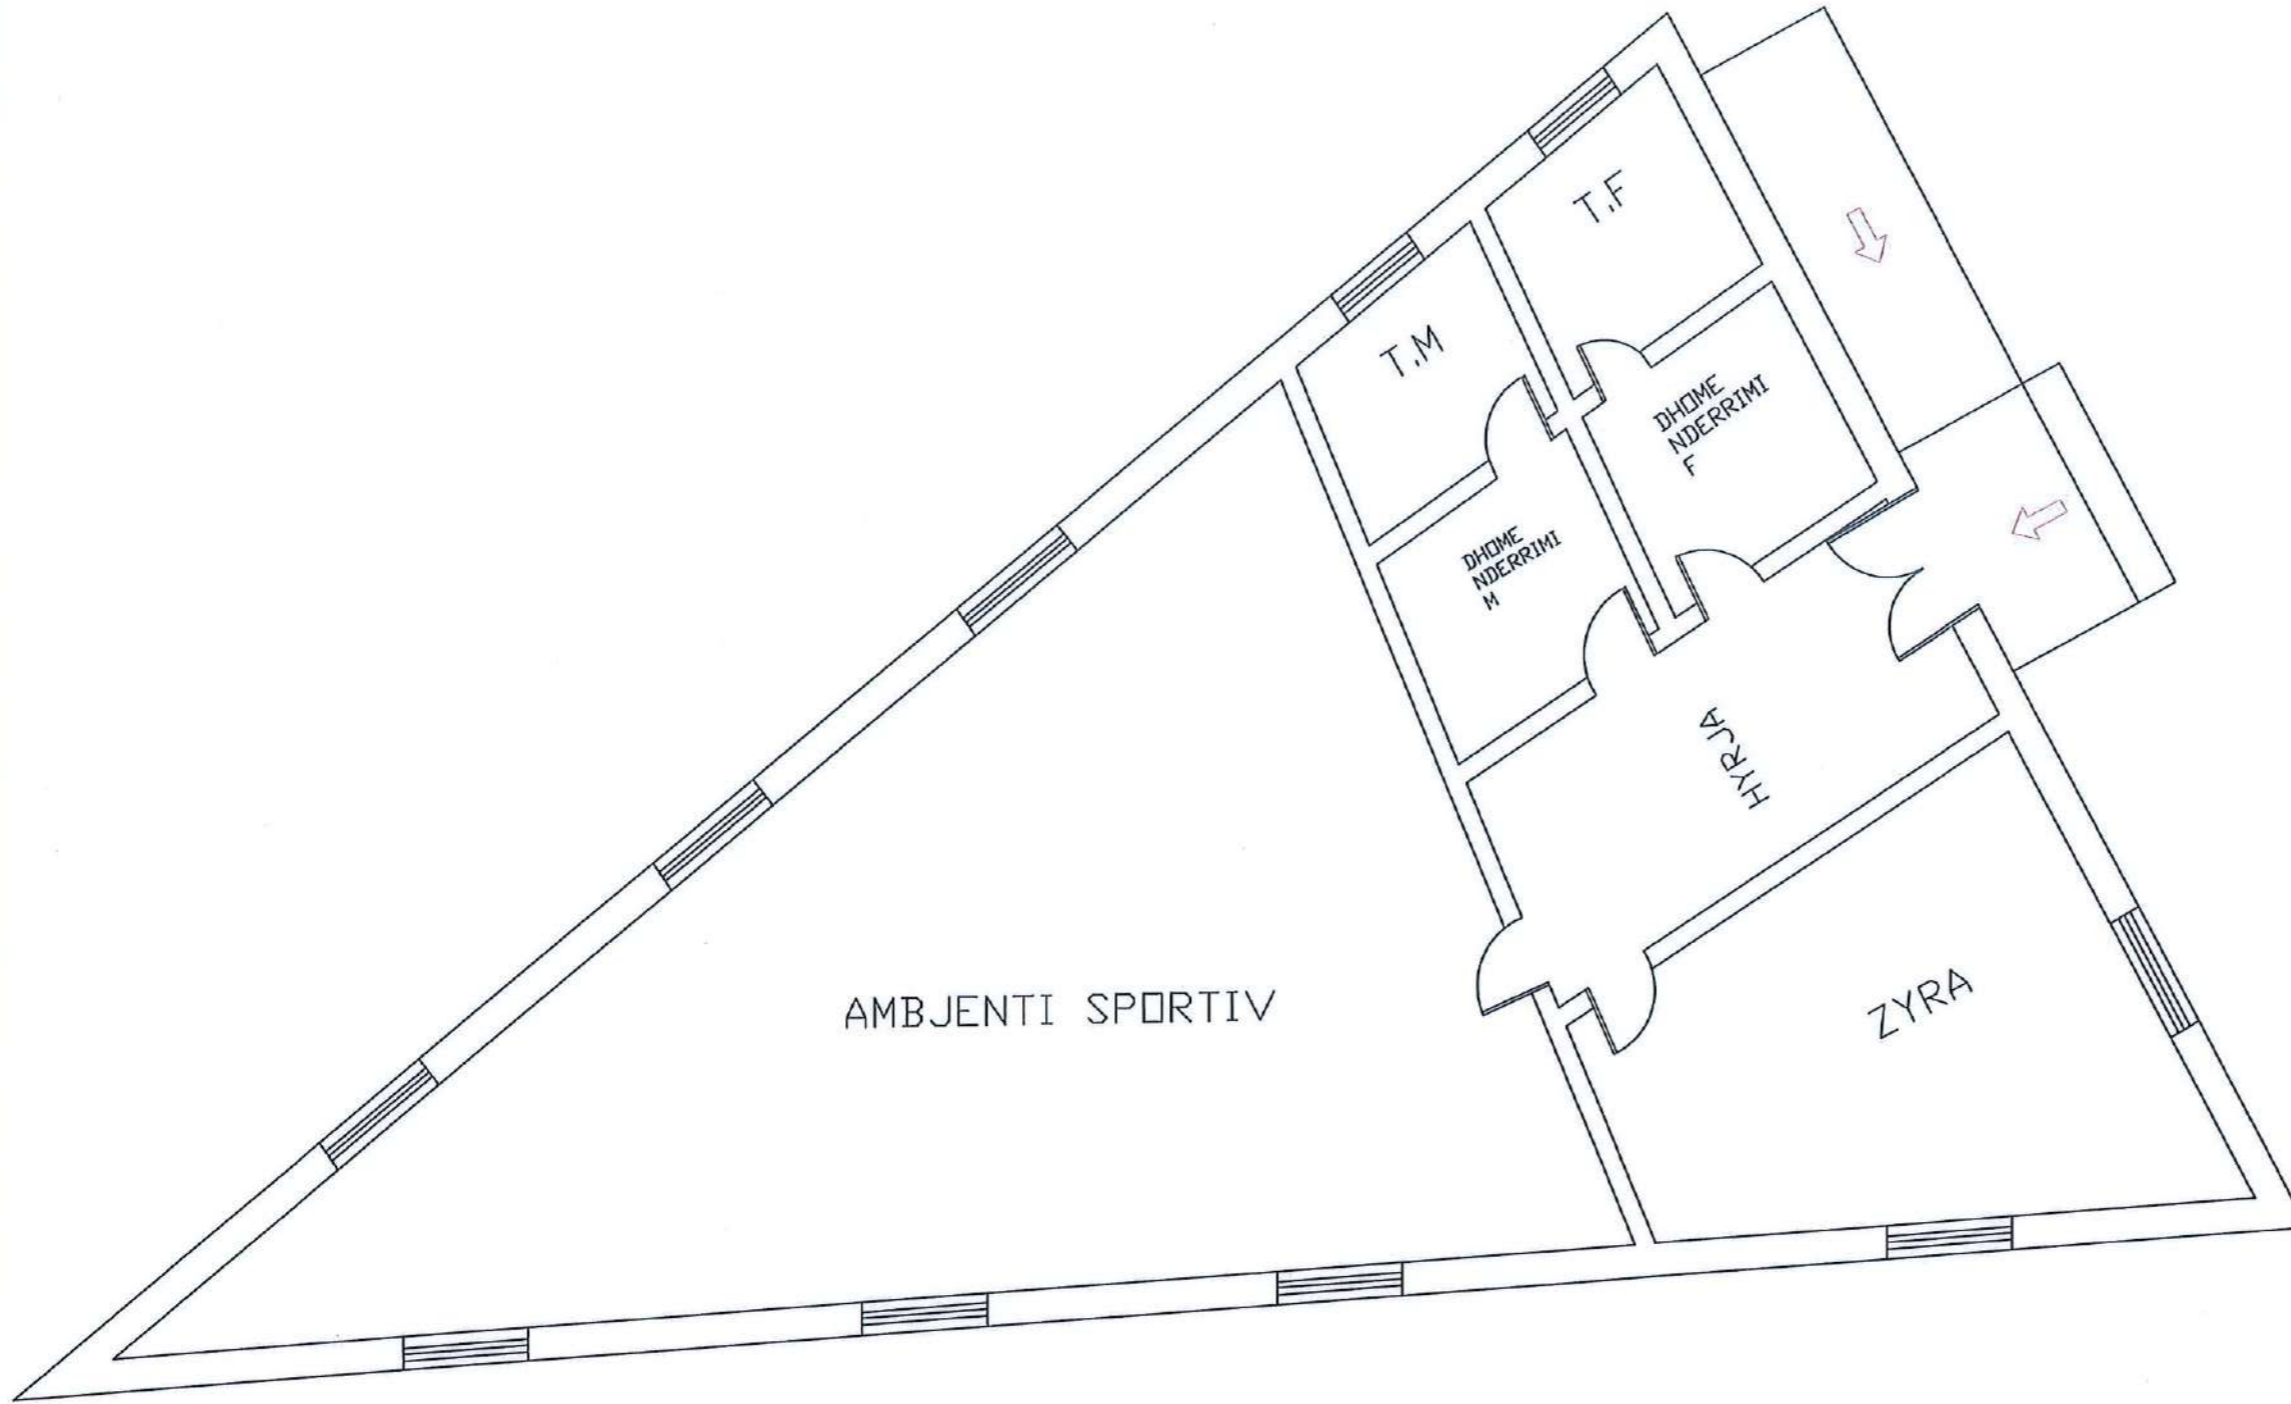 T.F
T.M
DHOME
NDERRIMI
F
DHOME
NDERRIMI
M
HYRJA
AMBJENTI SPORTIV
ZYRA